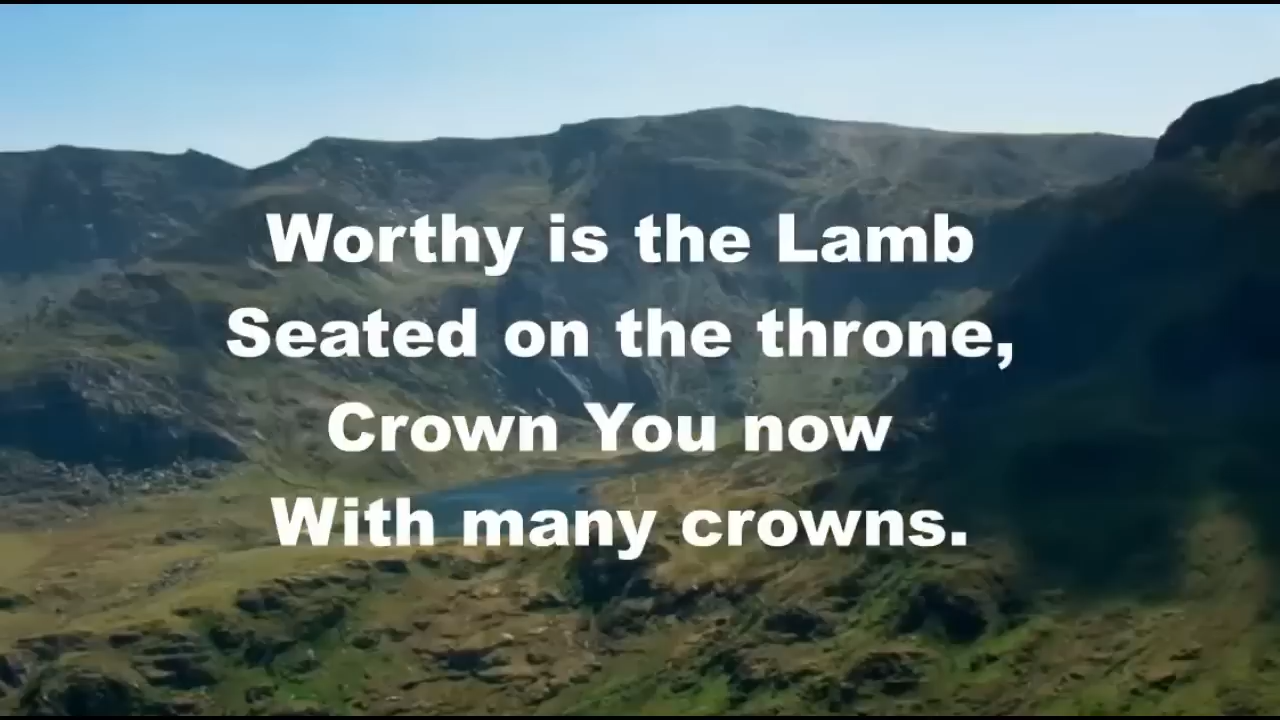 Worthy is the Lamb
Seated on the throne,
Crown You now
With many crowns.